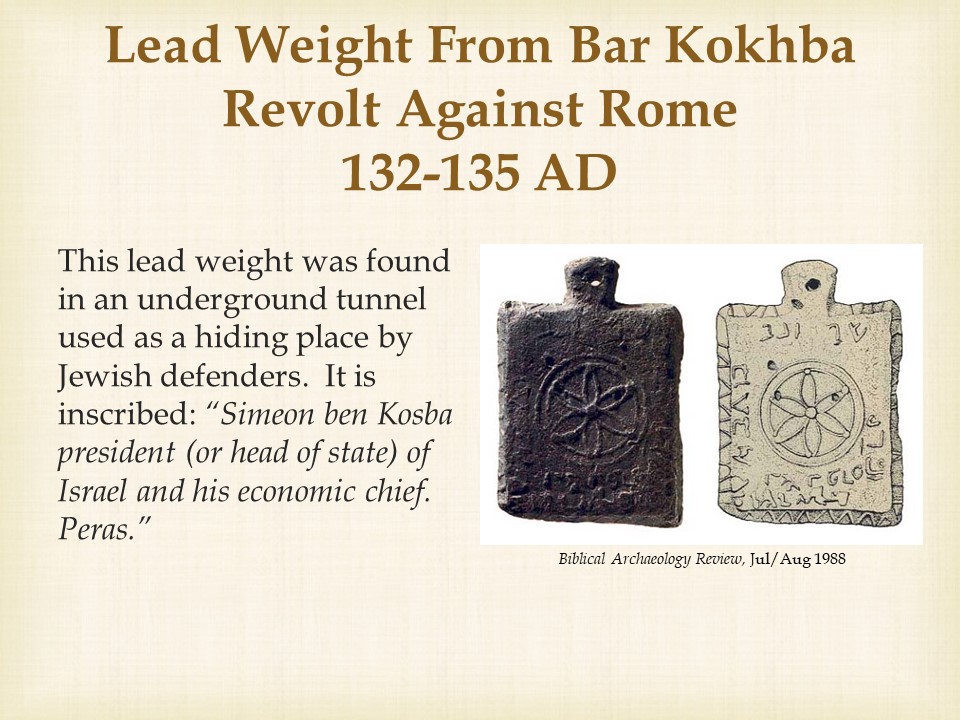 Lead Weight From Bar Kokhba
Revolt Against Rome
132-135 AD
This lead weight was found
in an underground tunnel
used as a hiding place by
Jewish defenders. It is
inscribed: “Simeon ben Kosba
president (or head of state) of
Israel and his economic chief.
Peras.”
Biblical Archaeology Review, Jul/Aug 1988